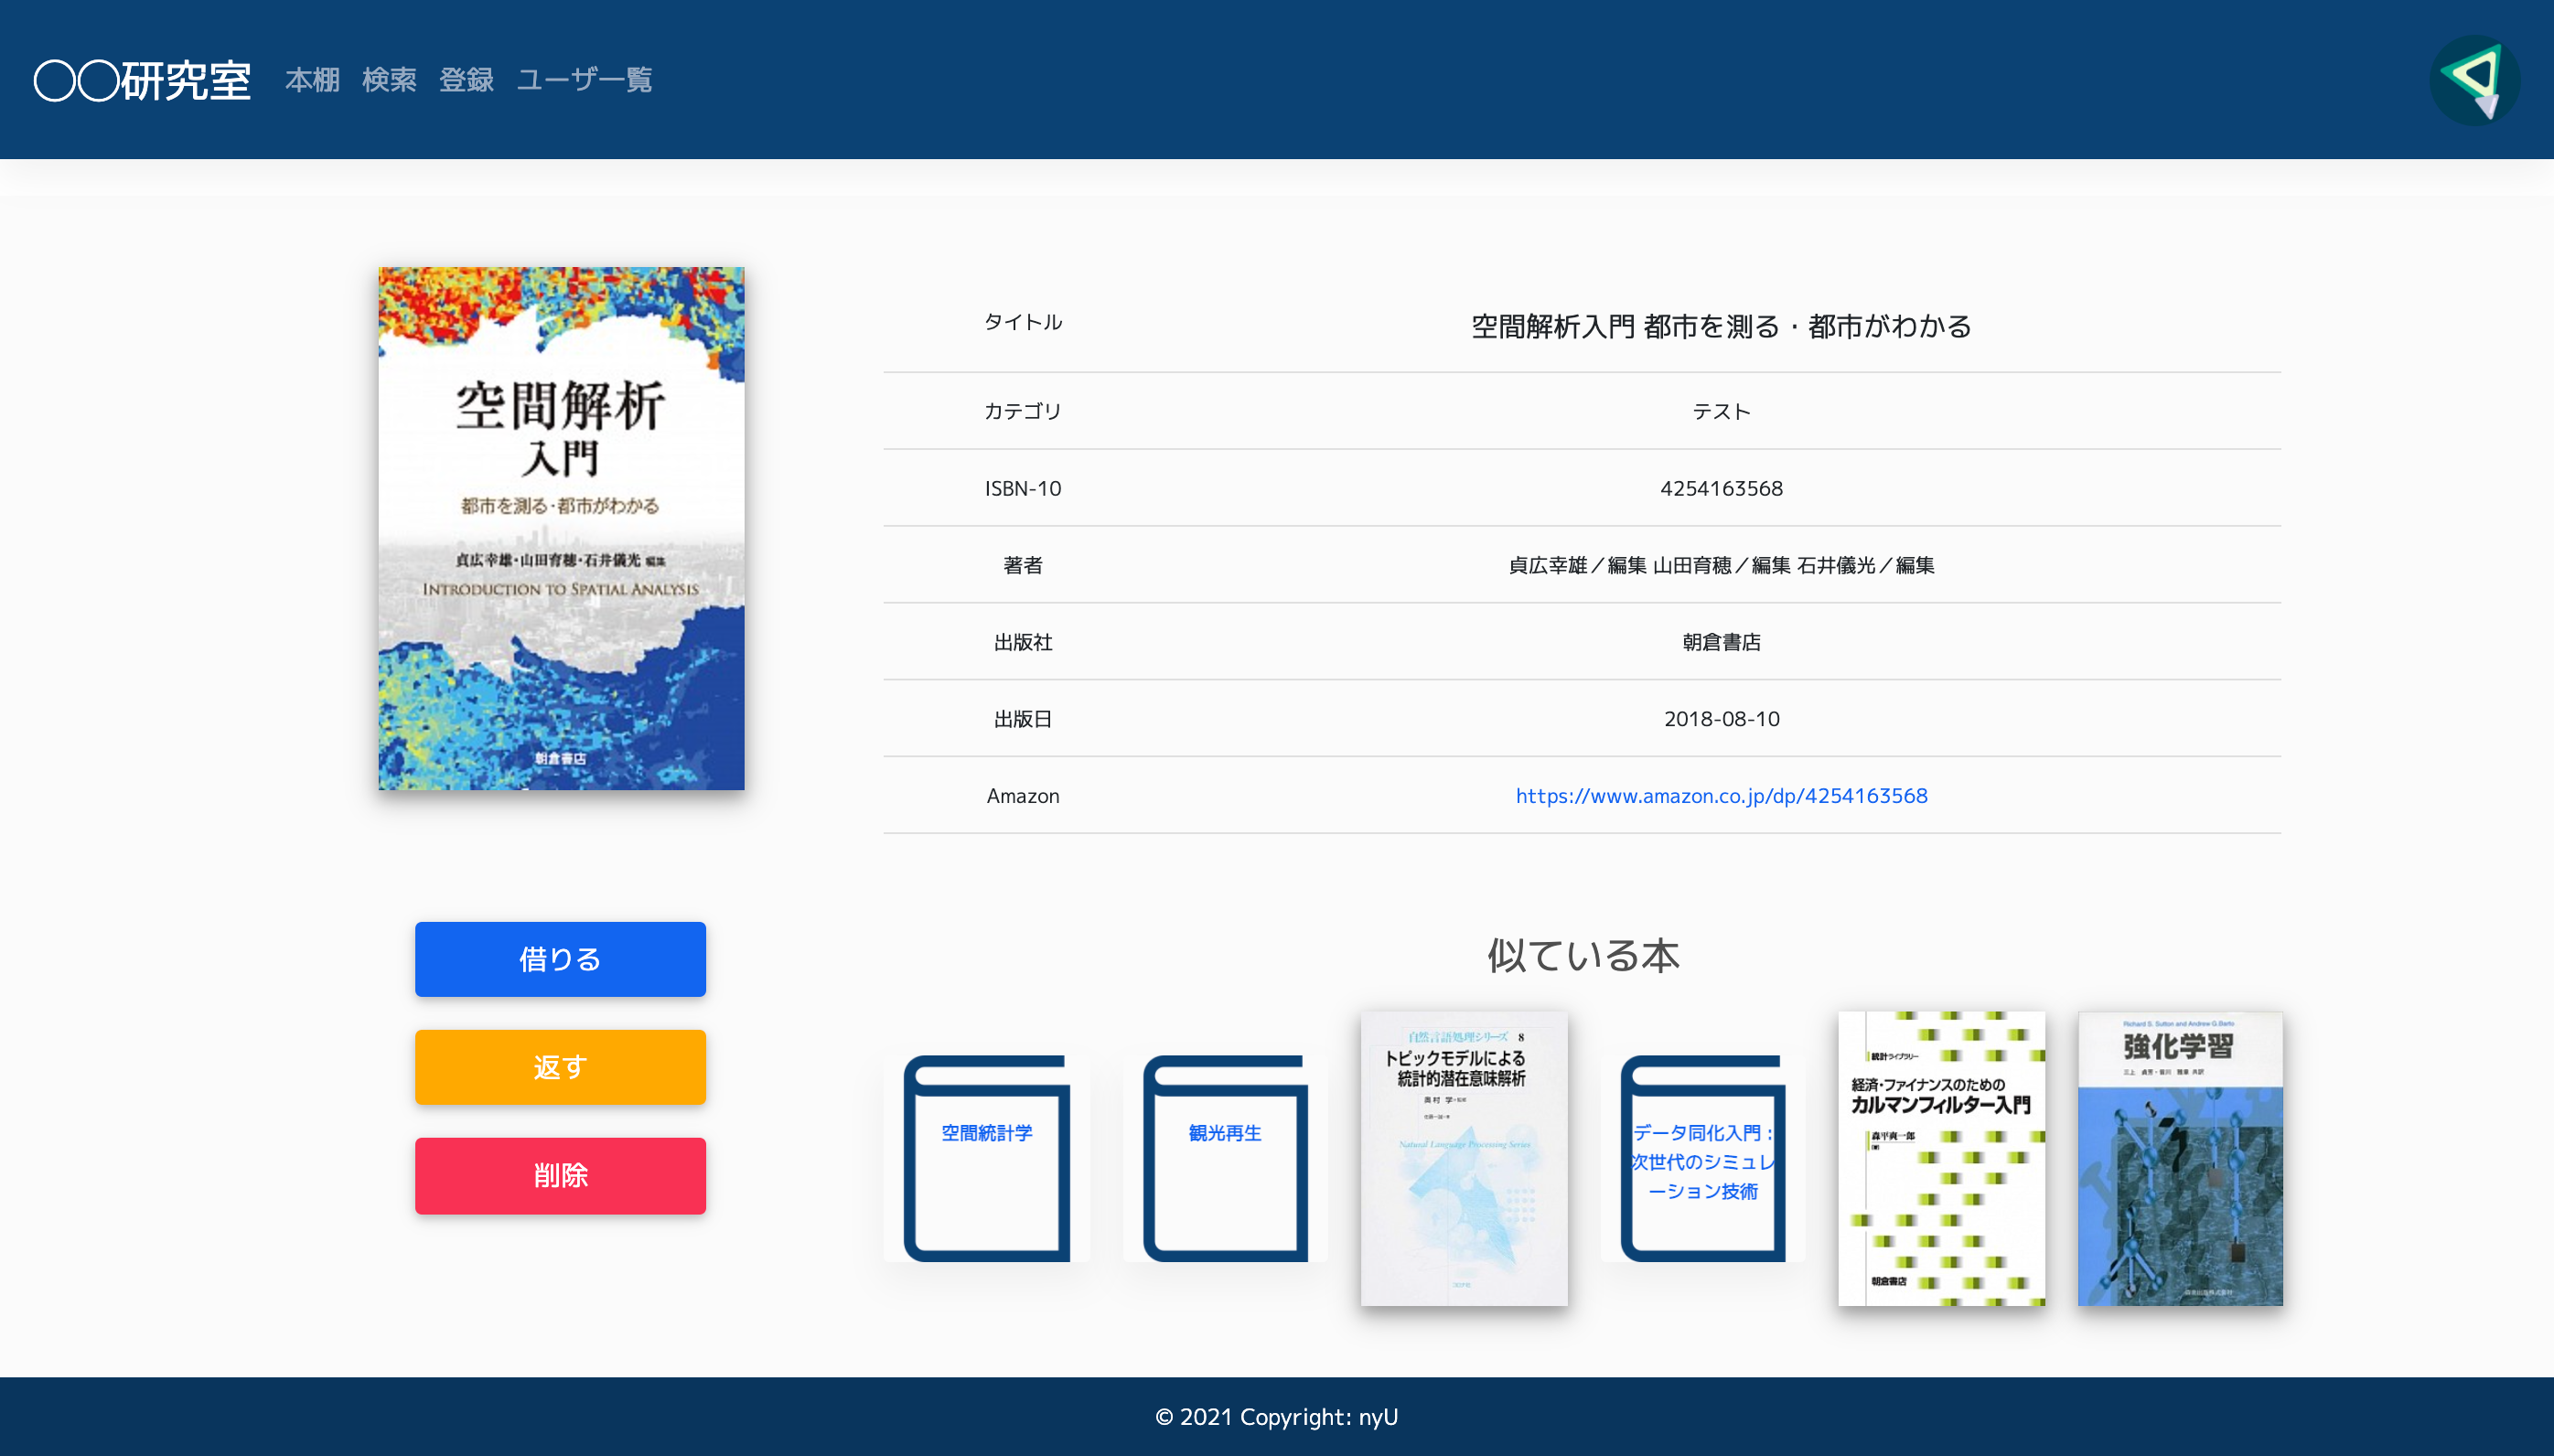 〇〇研究室 本棚 検索 登録 ユーザ一覧
空間解析
入門
都市を測る・都市がわかる
貞広幸雄・山田育穂・石井儀光 編集
INTRODUCTION TO SPATIAL ANALYSIS
朝倉書店
タイトル 空間解析入門 都市を測る・都市がわかる
カテゴリ テスト
ISBN-10 4254163568
著者 貞広幸雄／編集 山田育穂／編集 石井儀光／編集
出版社 朝倉書店
出版日 2018-08-10
Amazon https://www.amazon.co.jp/dp/4254163568
借りる
返す
削除
似ている本
空間統計学
観光再生
自然言語処理シリーズ 8
トピックモデルによる
統計的潜在意味解析
奥村 学・監修
佐藤一誠・著
Natural Language Processing Series
コロナ社
データ同化入門 :
次世代のシミュレ
ーション技術
統計ライブラリー
経済・ファイナンスのための
カルマンフィルター入門
森平爽一郎
[著]
朝倉書店
Richard S. Sutton and Andrew G.Barto
強化学習
三上 貞芳・皆川 雅章 共訳
森北出版株式会社
© 2021 Copyright: nyU